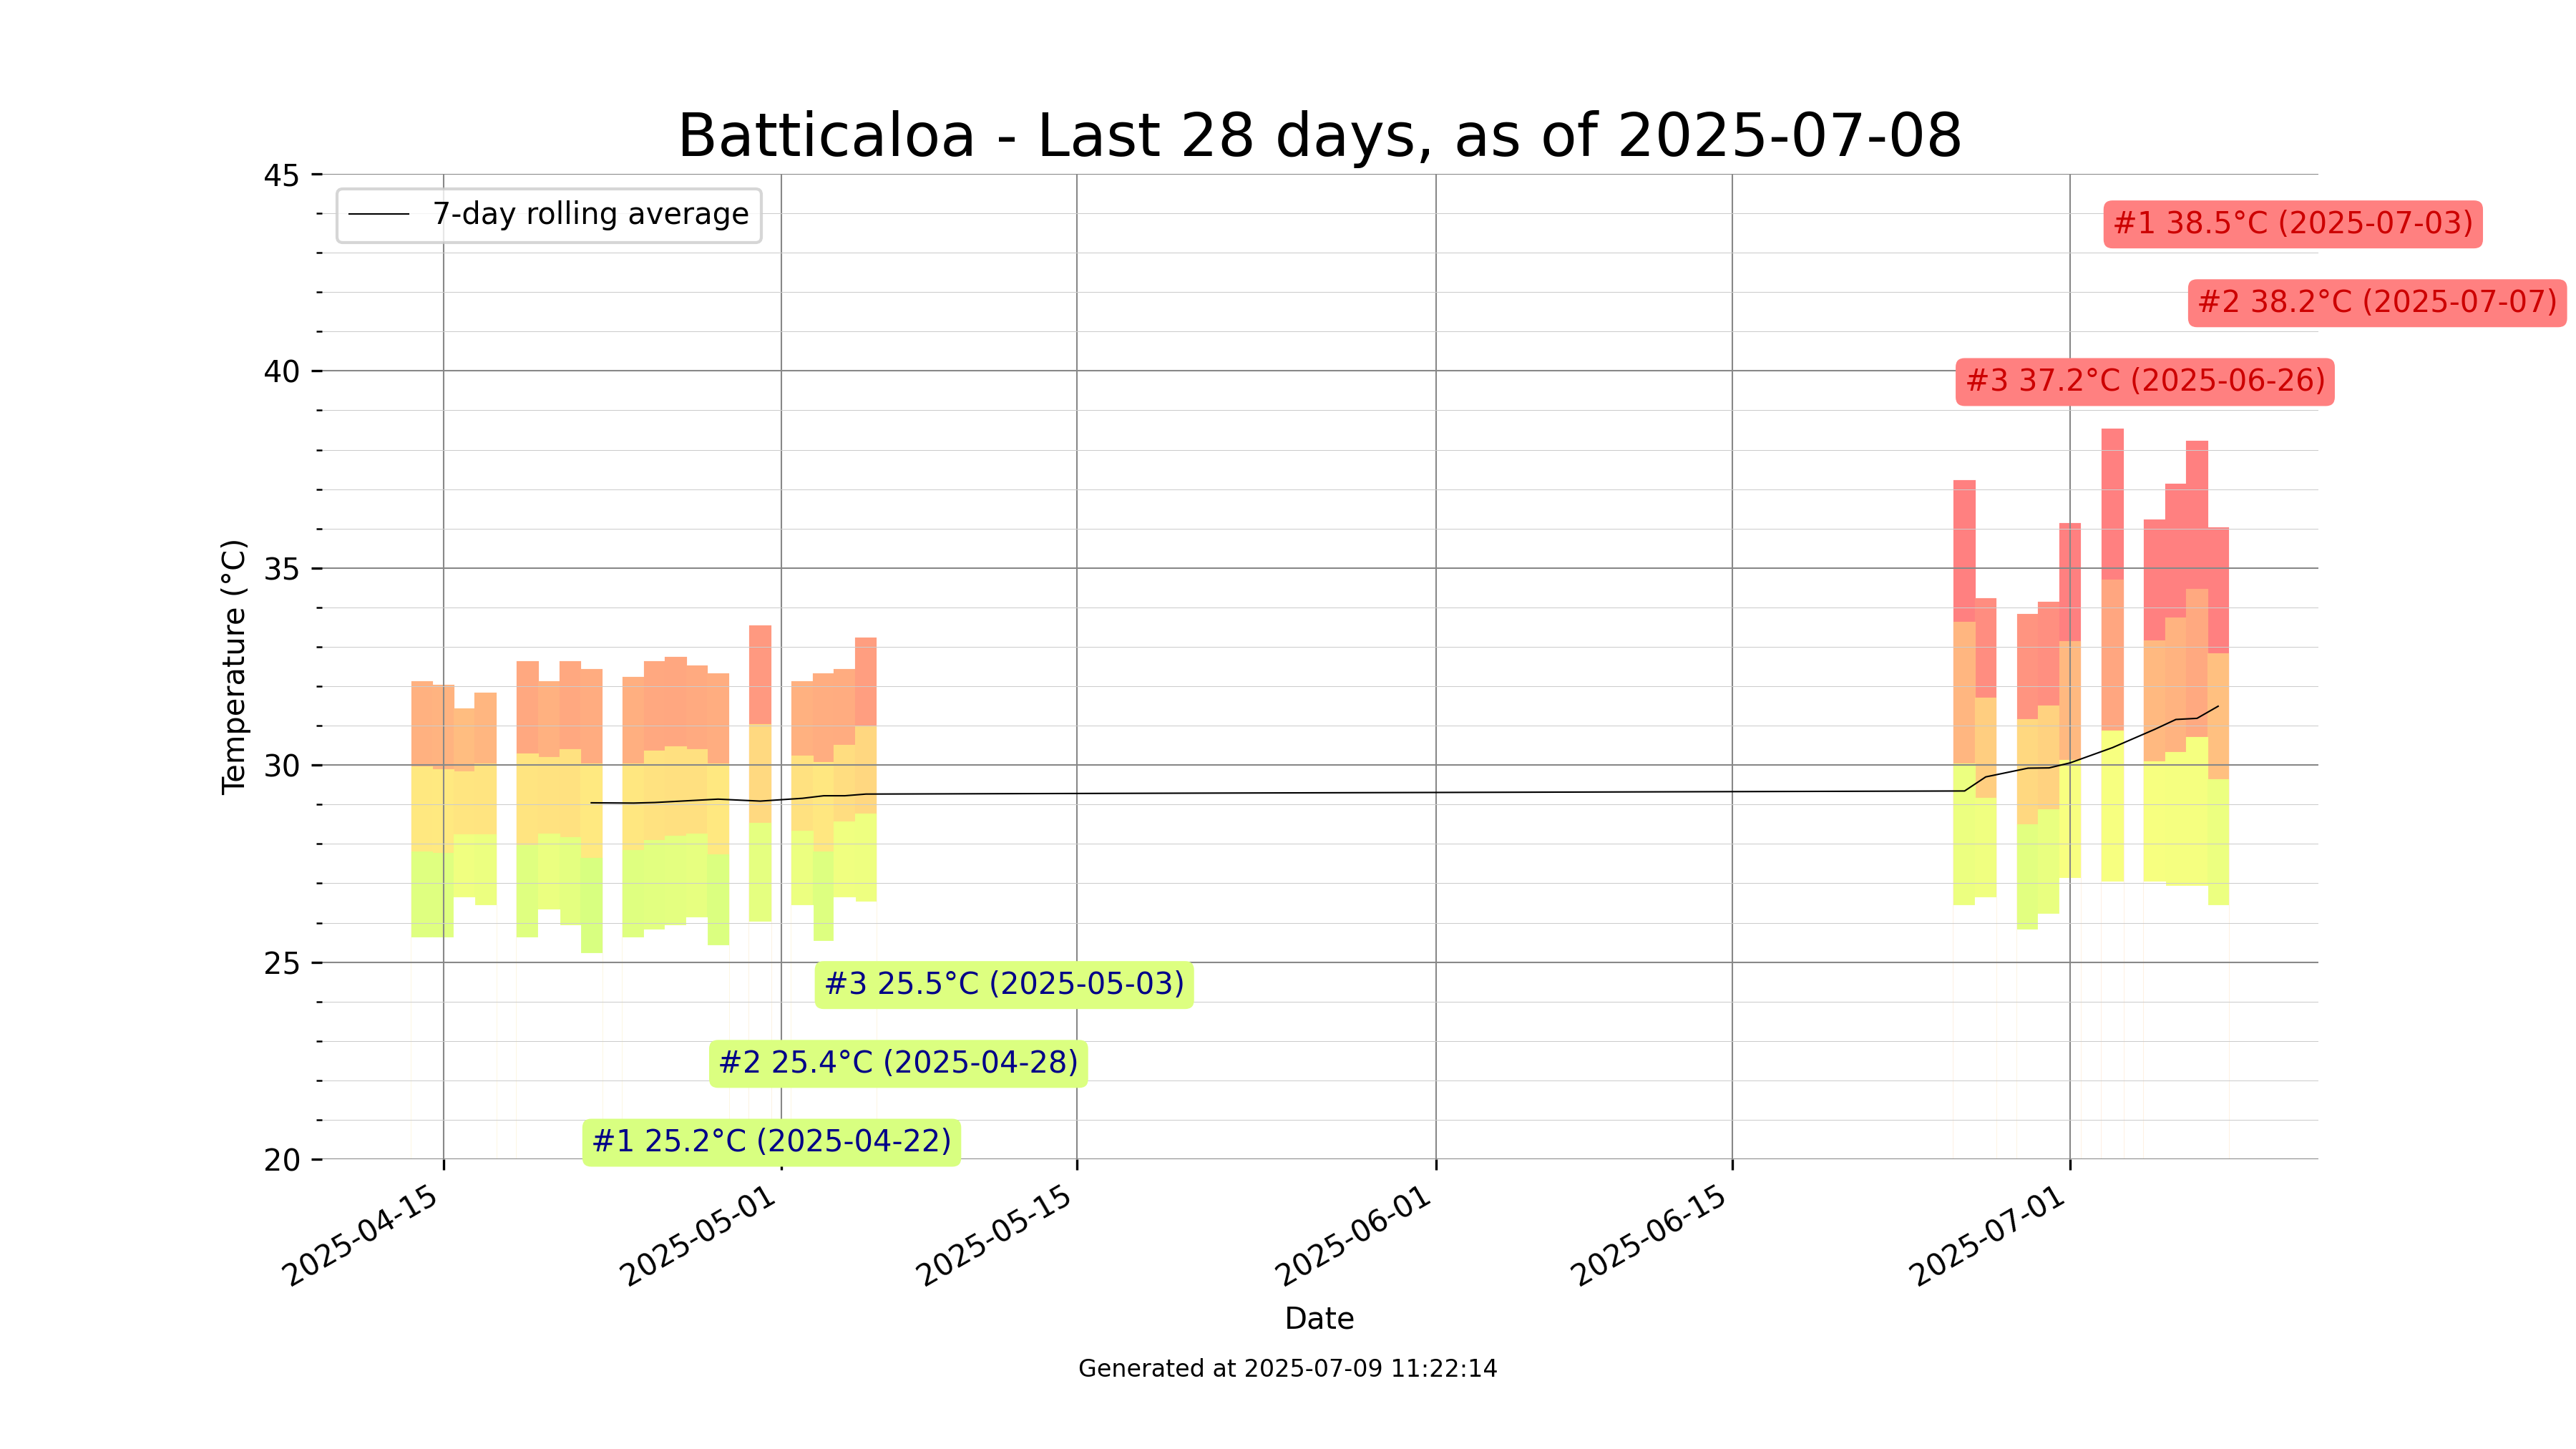 Batticaloa - Last 28 days, as of 2025-07-08
7-day rolling average
#1 38.5°C (2025-07-03)
#2 38.2°C (2025-07-07)
#3 37.2°C (2025-06-26)
45
40
35
30
25
20
Temperature (°C)
#3 25.5°C (2025-05-03)
#2 25.4°C (2025-04-28)
#1 25.2°C (2025-04-22)
2025-04-15
2025-05-01
2025-05-15
2025-06-01
2025-06-15
2025-07-01
Date
Generated at 2025-07-09 11:22:14